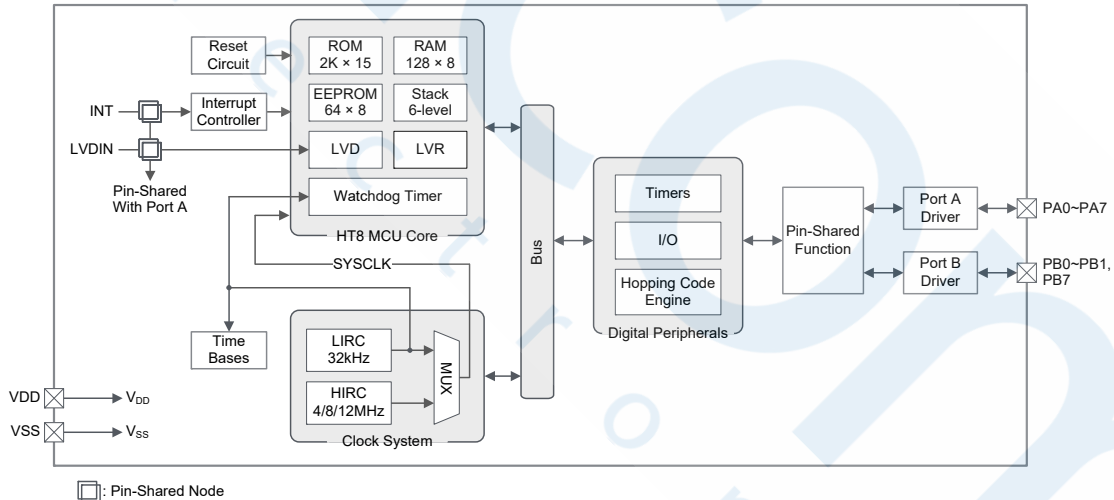 Reset
Circuit
ROM
2K × 15
RAM
128 × 8
INT
Interrupt
Controller
EEPROM
64 × 8
Stack
6-level
LVDIN
LVD
LVR
Pin-Shared
With Port A
Watchdog Timer
HT8 MCU Core
SYSCLK
Bus
Timers
I/O
Hopping Code
Engine
Digital Peripherals
Pin-Shared
Function
Port A
Driver
PA0~PA7
Port B
Driver
PB0~PB1,
PB7
Time
Bases
LIRC
32kHz
HIRC
4/8/12MHz
MUX
Clock System
VDD
VDD
VSS
VSS
: Pin-Shared Node